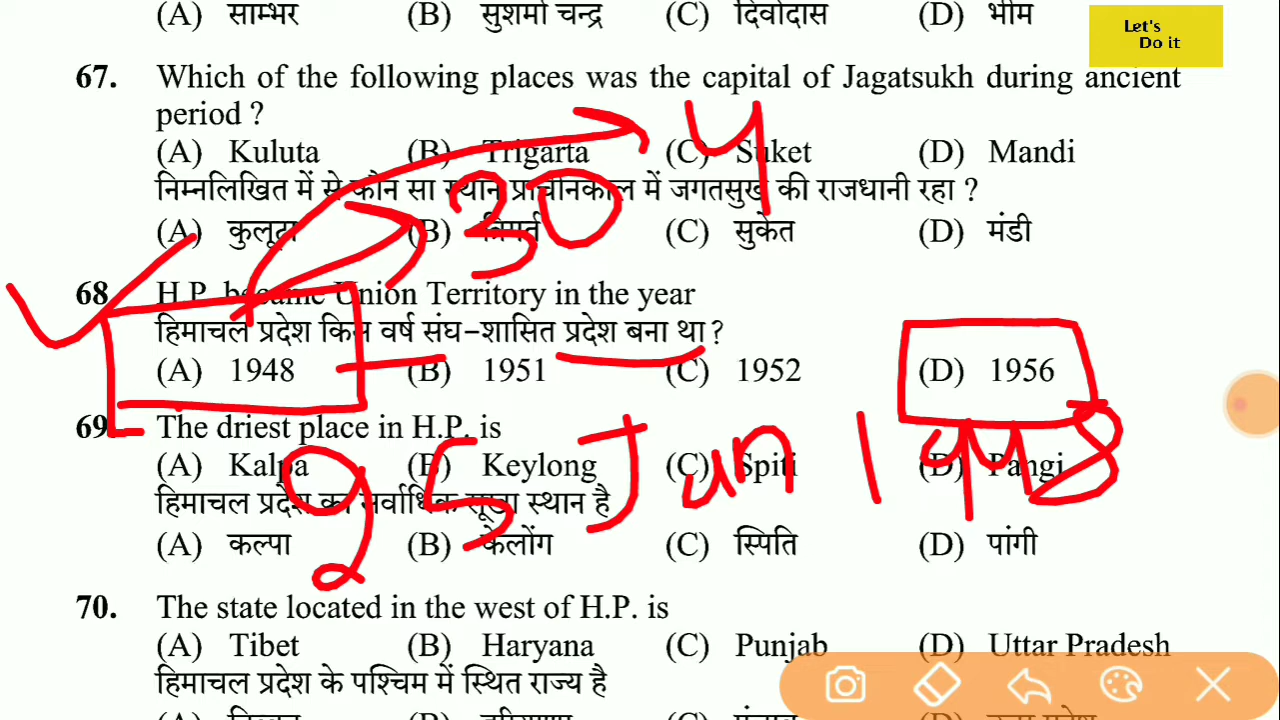 (A) साम्भर (B) सुशर्मा चन्द्र (C) दिवोदास (D) भीम
Let's
Do it
67. Which of the following places was the capital of Jagatsukh during ancient
period ?
(A) Kuluta (B) Trigarta (C) Suket (D) Mandi
4
निम्नलिखित में से कौन सा स्थान प्राचीनकाल में जगतसुख की राजधानी रहा ?
30
(A) कुलूटा (B) त्रिगर्त (C) सुकेत (D) मंडी
68 H.P. became Union Territory in the year
हिमाचल प्रदेश किस वर्ष संघ-शासित प्रदेश बना था ?
(A) 1948 (B) 1951 (C) 1952 (D) 1956
69 The driest place in H.P. is
(A) Kalpa (B) Keylong (C) Spiti (D) Pangi
Jun 1948
हिमाचल प्रदेश का सर्वाधिक सूखा स्थान है
(A) कल्पा (B) केलोंग (C) स्पिति (D) पांगी
70. The state located in the west of H.P. is
(A) Tibet (B) Haryana (C) Punjab (D) Uttar Pradesh
हिमाचल प्रदेश के पश्चिम में स्थित राज्य है